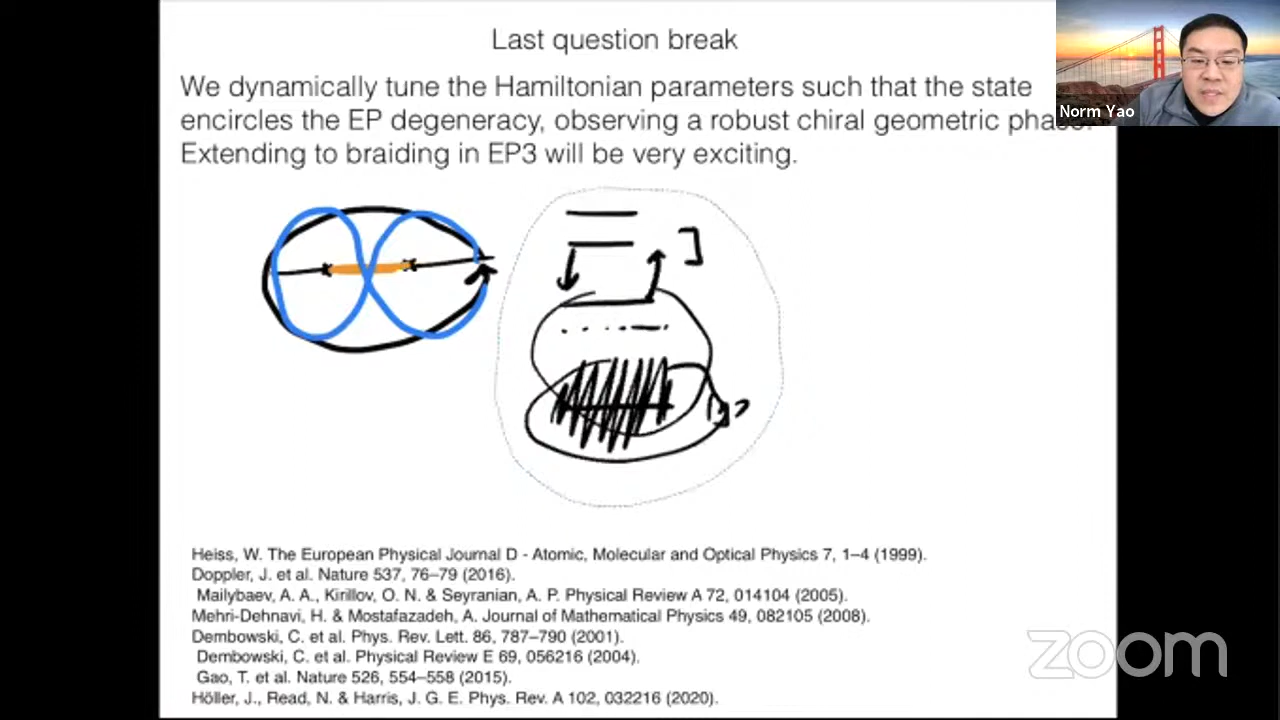 Last question break
We dynamically tune the Hamiltonian parameters such that the state
encircles the EP degeneracy, observing a robust chiral geometric phase.
Extending to braiding in EP3 will be very exciting.
Norm Yao
Heiss, W. The European Physical Journal D - Atomic, Molecular and Optical Physics 7, 1–4 (1999).
Doppler, J. et al. Nature 537, 76–79 (2016).
Mailybaev, A. A., Kirillov, O. N. & Seyranian, A. P. Physical Review A 72, 014104 (2005).
Mehri-Dehnavi, H. & Mostafazadeh, A. Journal of Mathematical Physics 49, 082105 (2008).
Dembowski, C. et al. Phys. Rev. Lett. 86, 787–790 (2001).
Dembowski, C. et al. Physical Review E 69, 056216 (2004).
Gao, T. et al. Nature 526, 554–558 (2015).
Höller, J., Read, N. & Harris, J. G. E. Phys. Rev. A 102, 032216 (2020).
zoom